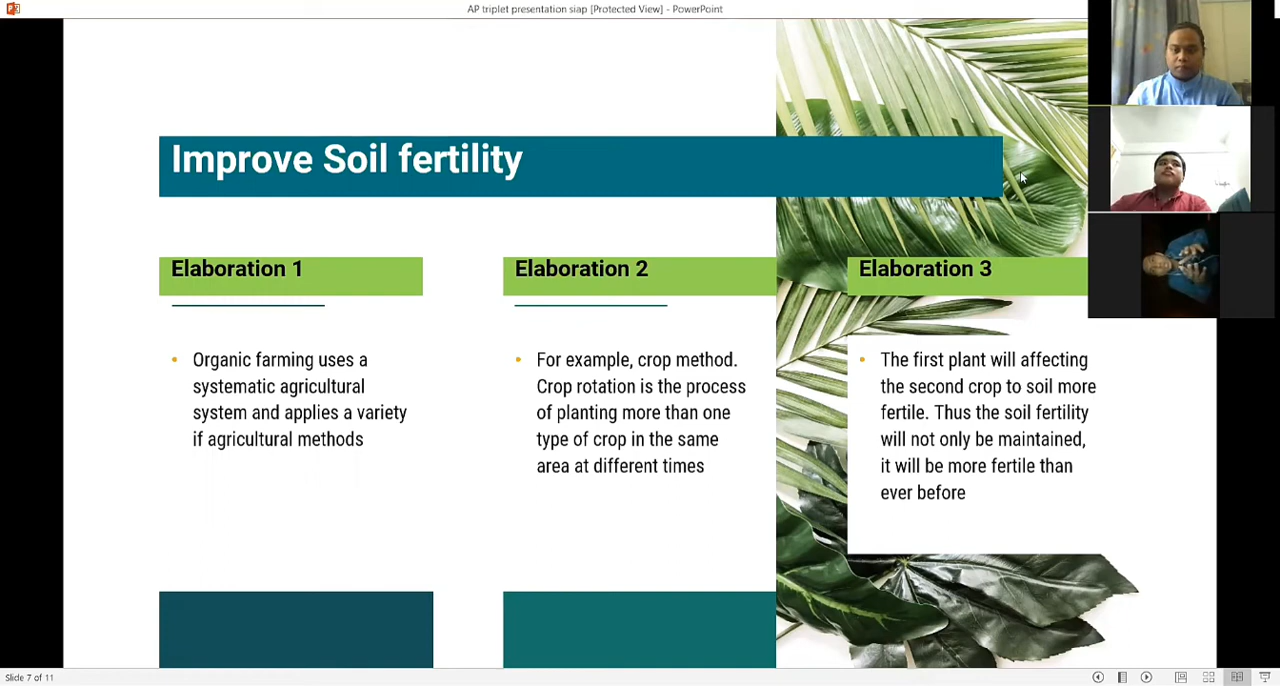 AP triplet presentation siap [Protected View] - PowerPoint
Improve Soil fertility
Elaboration 1
Organic farming uses a
systematic agricultural
system and applies a variety
if agricultural methods
Elaboration 2
For example, crop method.
Crop rotation is the process
of planting more than one
type of crop in the same
area at different times
Elaboration 3
The first plant will affecting
the second crop to soil more
fertile. Thus the soil fertility
will not only be maintained,
it will be more fertile than
ever before
Slide 7 of 11